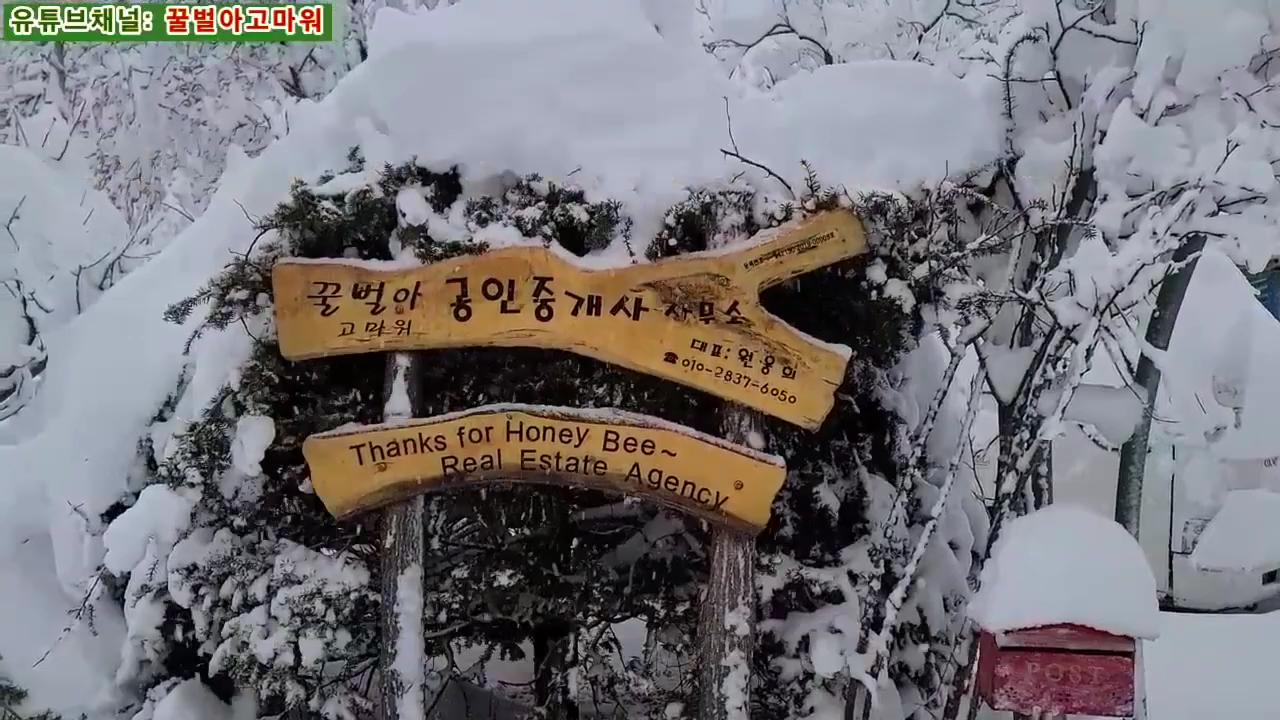 유튜브채널: 꿀벌아고마워
꿀벌아 공인중개사 사무소
고마워
대표: 원웅희
☎010-2837-6050
Thanks for Honey Bee~
Real Estate Agency
POST